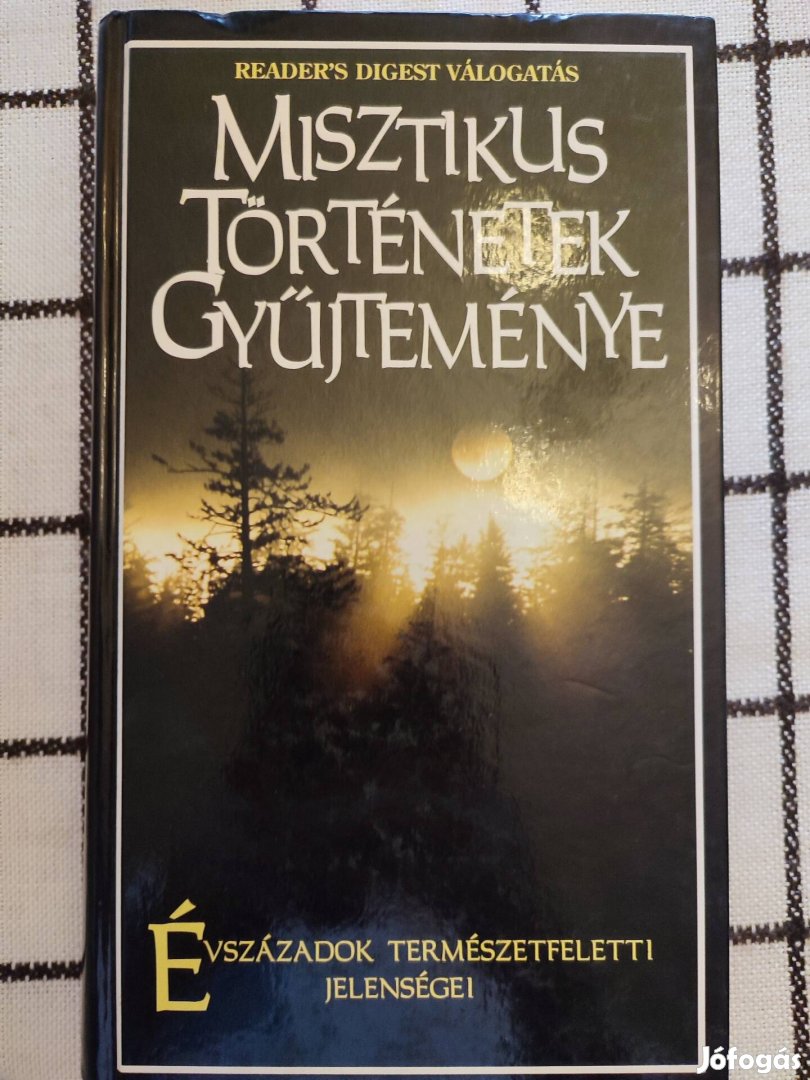 READER'S DIGEST VÁLOGATÁS
MISZTIKUS
TÖRTÉNETEK
GYŰJTEMÉNYE
ÉVSZÁZADOK TERMÉSZETFELETTI
JELENSÉGEI
Jófogás